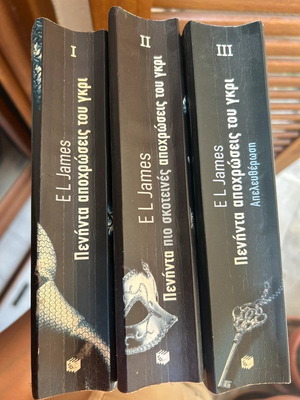 I
E L James
Πενήντα αποχρώσεις του γκρι
II
E L James
Πενήντα πιο σκοτεινές αποχρώσεις του γκρι
III
E L James
Πενήντα αποχρώσεις του γκρι
Απελευθέρωση